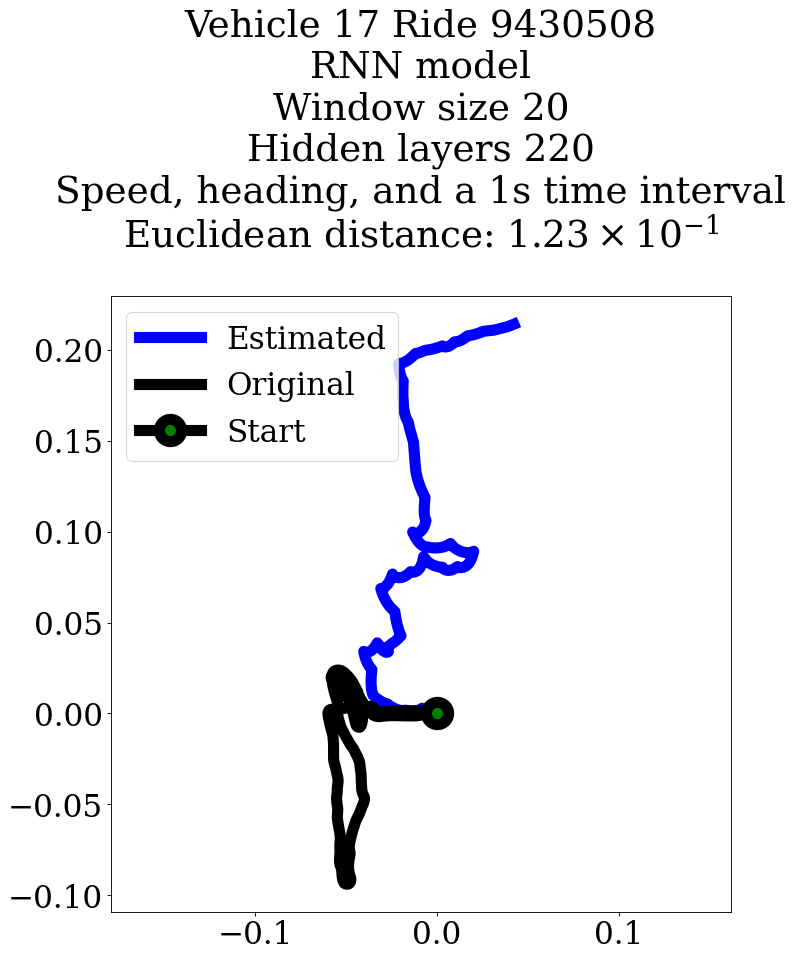 Vehicle 17 Ride 9430508
RNN model
Window size 20
Hidden layers 220
Speed, heading, and a 1s time interval
Euclidean distance: 1.23 × 10⁻¹
Estimated
Original
Start
0.20
0.15
0.10
0.05
0.00
−0.05
−0.10
−0.1 0.0 0.1